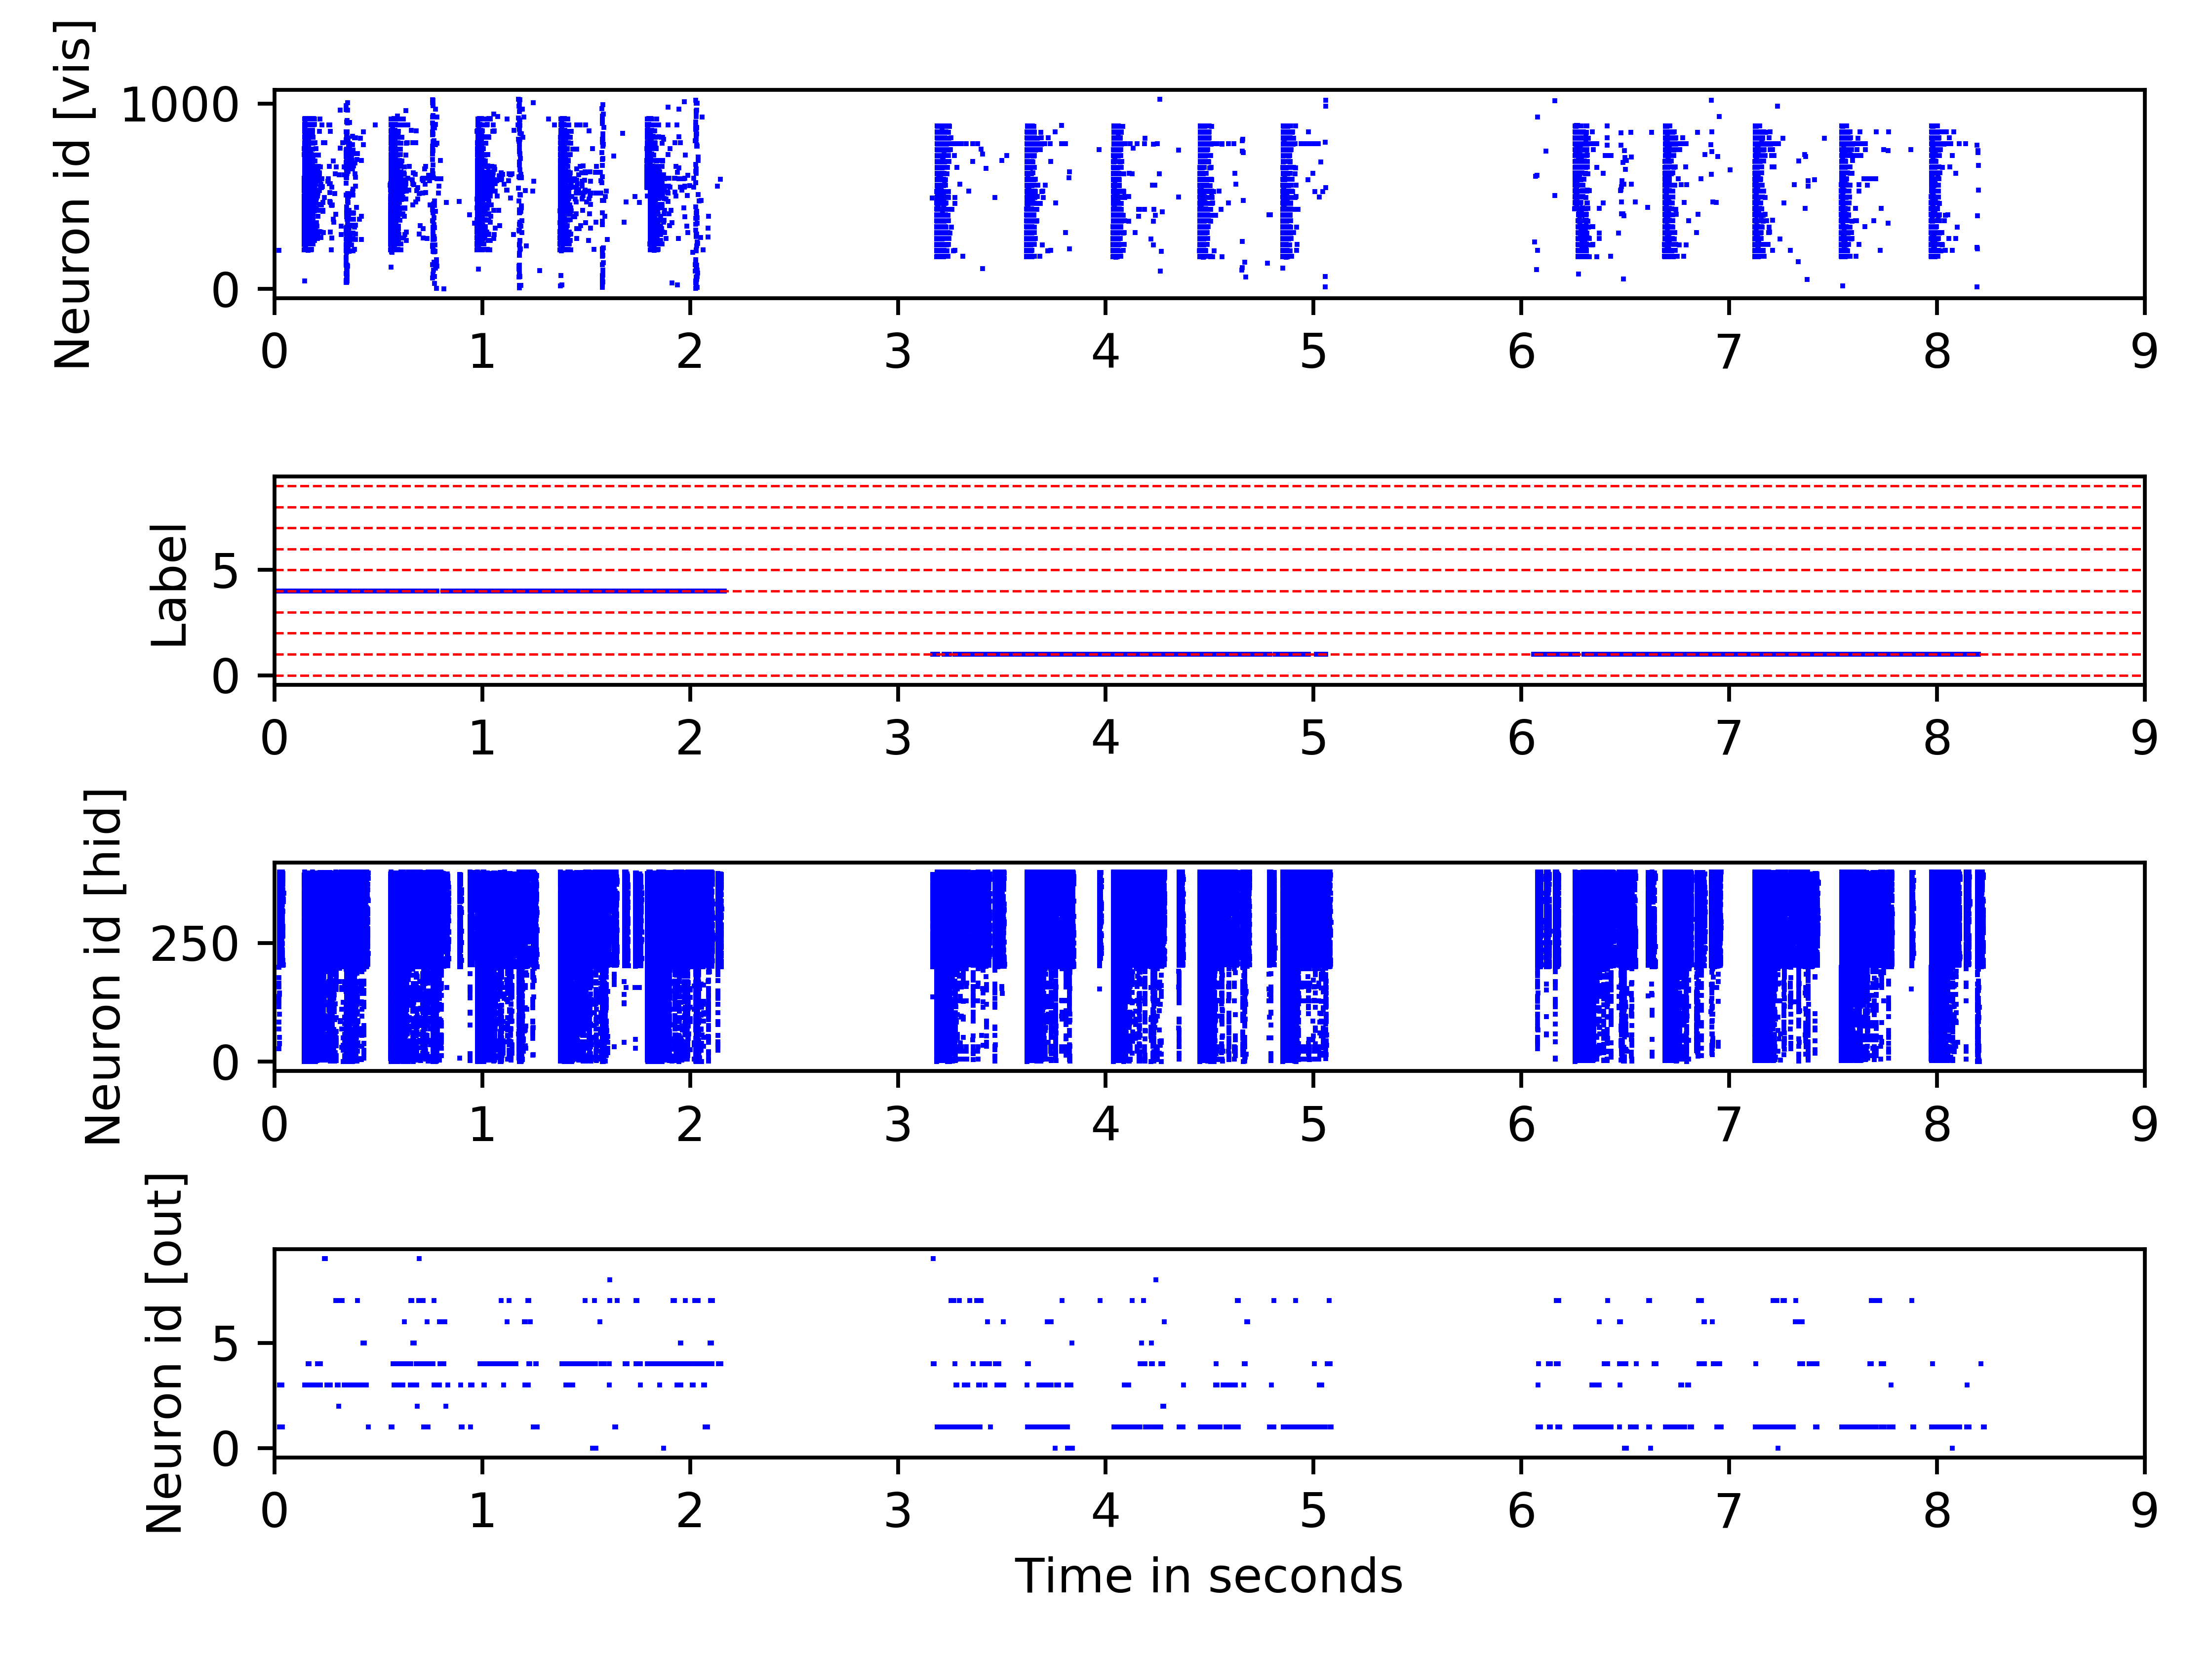 Neuron id [vis]
1000
0
0 1 2 3 4 5 6 7 8 9
Label
5
0
0 1 2 3 4 5 6 7 8 9
Neuron id [hid]
250
0
0 1 2 3 4 5 6 7 8 9
Neuron id [out]
5
0
0 1 2 3 4 5 6 7 8 9
Time in seconds